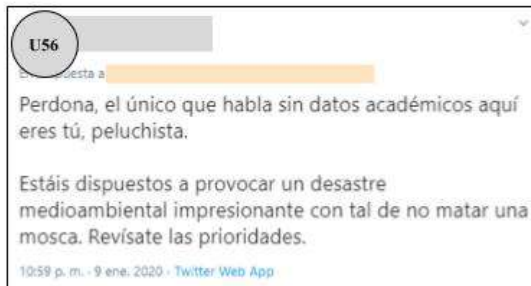 U56
En respuesta a
Perdona, el único que habla sin datos académicos aquí
eres tú, peluchista.
Estáis dispuestos a provocar un desastre
medioambiental impresionante con tal de no matar una
mosca. Revísate las prioridades.
10:59 p. m. · 9 ene. 2020 · Twitter Web App